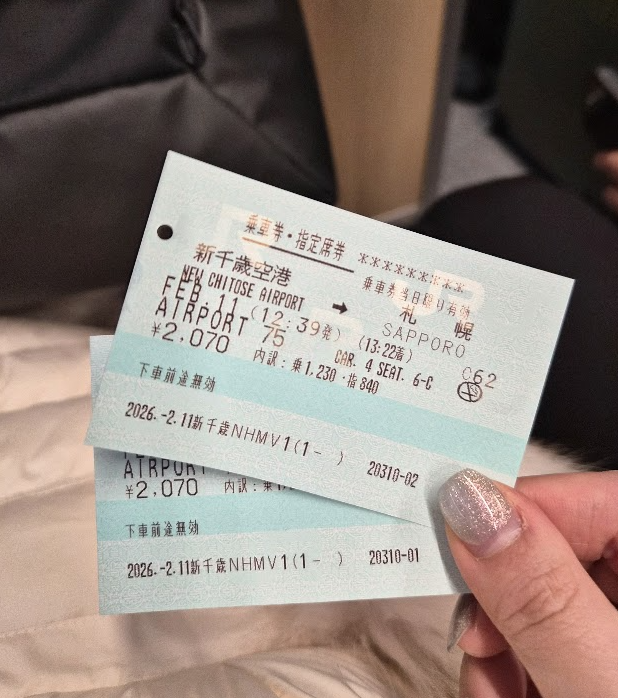 乗車券・指定席券 *********
乗車券当日限り有効
新千歳空港 → 札 幌
NEW CHITOSE AIRPORT SAPPORO
FEB. 11 (12:39発) (13:22着) C62
AIRPORT 75 CAR. 4 SEAT. 6-C
¥2,070 内訳:乗1,230・指840
下車前途無効
2026.-2.11新千歳NHMV1(1- ) 20310-02
AIRPORT
¥2,070 内訳:乗1,
下車前途無効
2026.-2.11新千歳NHMV1(1- ) 20310-01